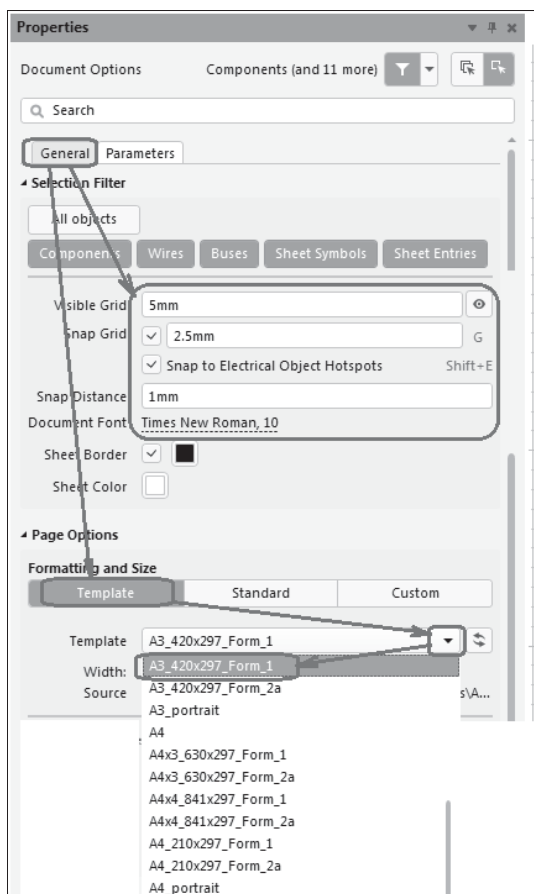 Properties
Document Options Components (and 11 more)
Search
General Parameters
Selection Filter
All objects
Components Wires Buses Sheet Symbols Sheet Entries
Visible Grid 5mm
Snap Grid 2.5mm G
Snap to Electrical Object Hotspots Shift+E
Snap Distance 1mm
Document Font Times New Roman, 10
Sheet Border
Sheet Color
Page Options
Formatting and Size
Template Standard Custom
Template A3_420x297_Form_1
Width: A3_420x297_Form_1
Source A3_420x297_Form_2a s\A...
A3_portrait
A4
A4x3_630x297_Form_1
A4x3_630x297_Form_2a
A4x4_841x297_Form_1
A4x4_841x297_Form_2a
A4_210x297_Form_1
A4_210x297_Form_2a
A4_portrait